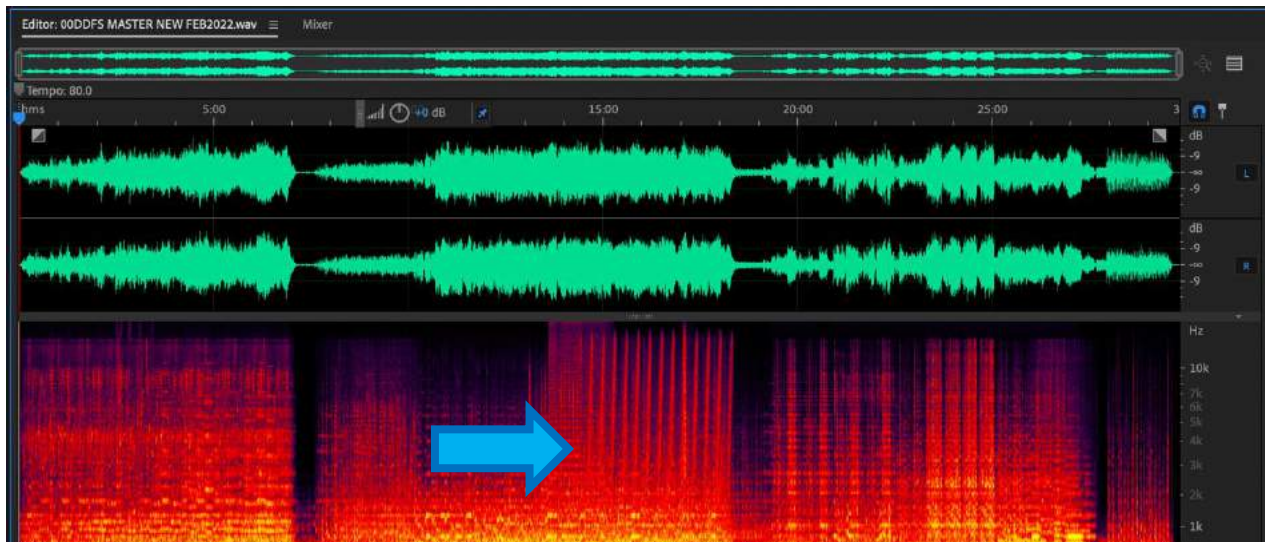 Editor: 00DDFS MASTER NEW FEB2022.wav Mixer
Tempo: 80.0
hms 5:00 +0 dB 15:00 20:00 25:00 3
dB
-9
-∞
-9
L
dB
-9
-∞
-9
R
Hz
10k
7k
6k
5k
4k
3k
2k
1k